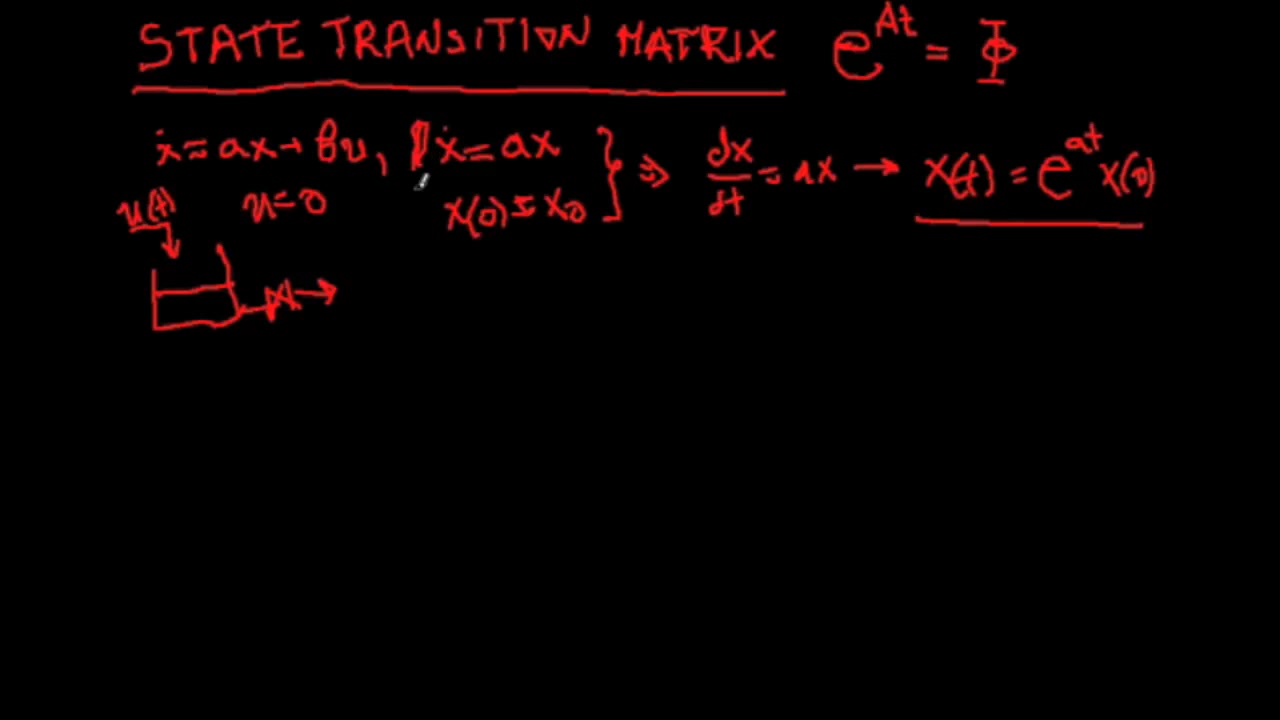 STATE TRANSITION MATRIX e^{At} = Φ
ẋ = ax + bu, ẋ = ax } ⇒ dx/dt = ax → x(t) = e^{at} x(0)
u(t) u=0 x(0) = x₀